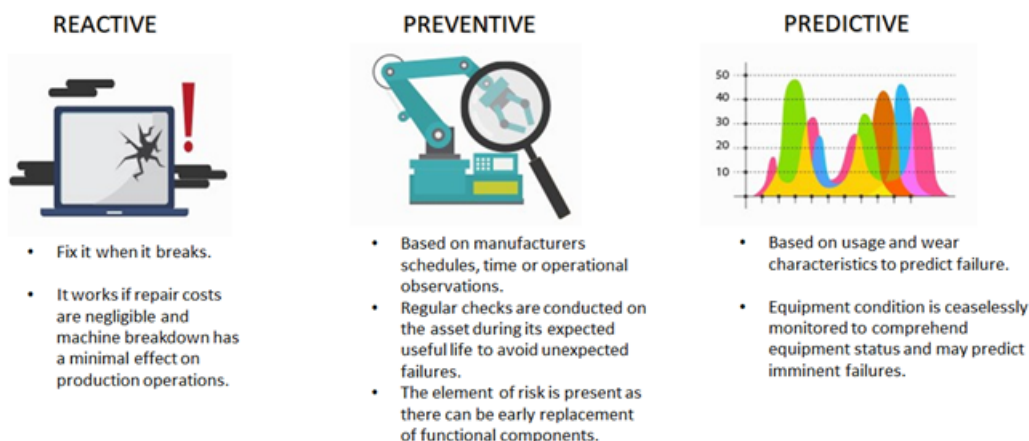 REACTIVE
• Fix it when it breaks.
• It works if repair costs
are negligible and
machine breakdown has
a minimal effect on
production operations.
PREVENTIVE
• Based on manufacturers
schedules, time or operational
observations.
• Regular checks are conducted on
the asset during its expected
useful life to avoid unexpected
failures.
• The element of risk is present as
there can be early replacement
of functional components.
PREDICTIVE
50
40
30
20
10
• Based on usage and wear
characteristics to predict failure.
• Equipment condition is ceaselessly
monitored to comprehend
equipment status and may predict
imminent failures.